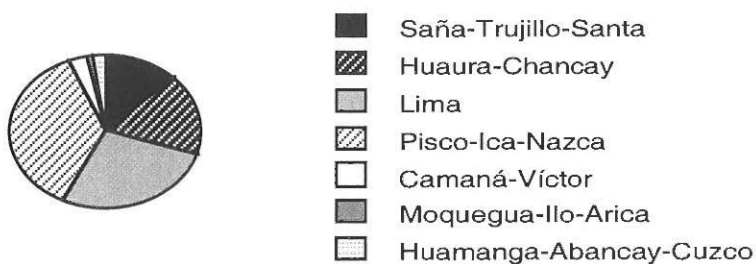 Saña-Trujillo-Santa
Huaura-Chancay
Lima
Pisco-Ica-Nazca
Camaná-Víctor
Moquegua-Ilo-Arica
Huamanga-Abancay-Cuzco